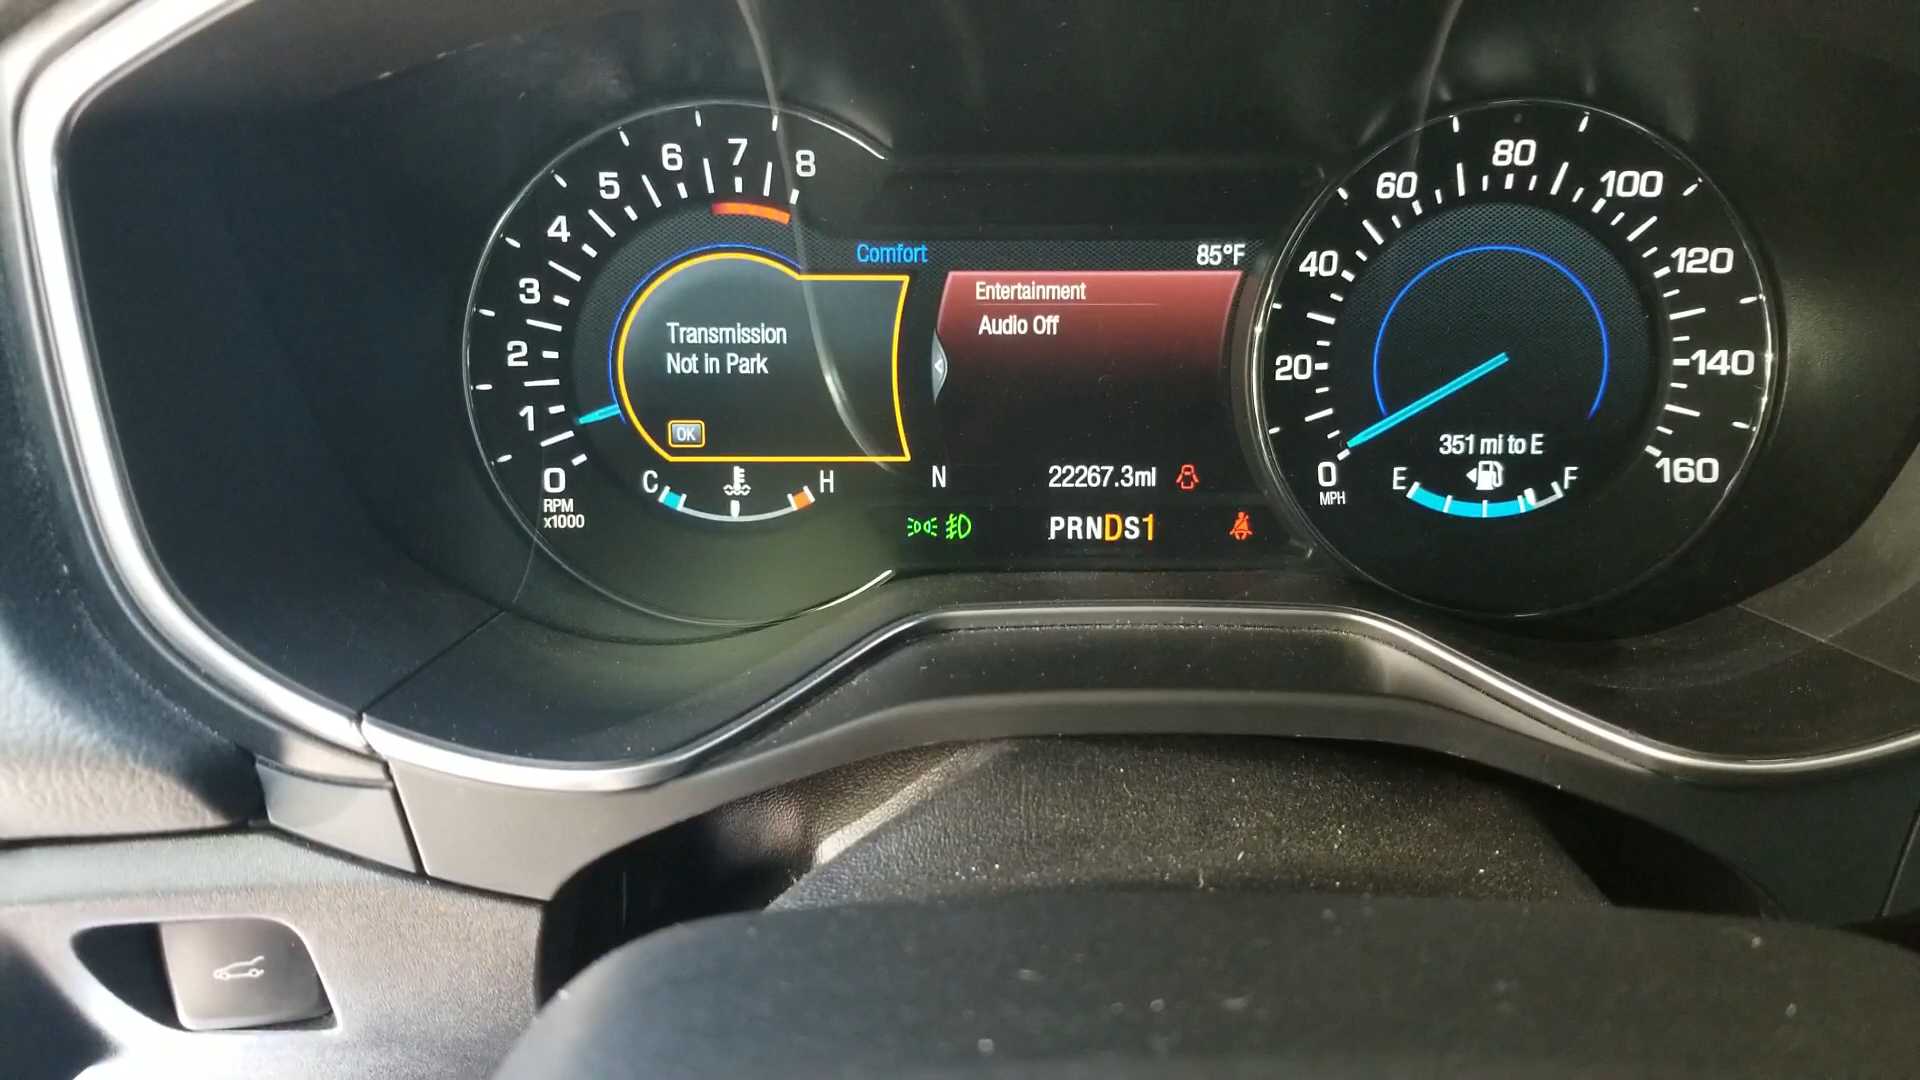 8
7
6
5
4
3
2
1
0
RPM
x1000
Transmission
Not in Park
OK
C
H
Comfort
85°F
Entertainment
Audio Off
<
N
22267.3mI
PRNDS1
0
MPH
20
40
60
80
100
120
140
160
351 mi to E
E
F